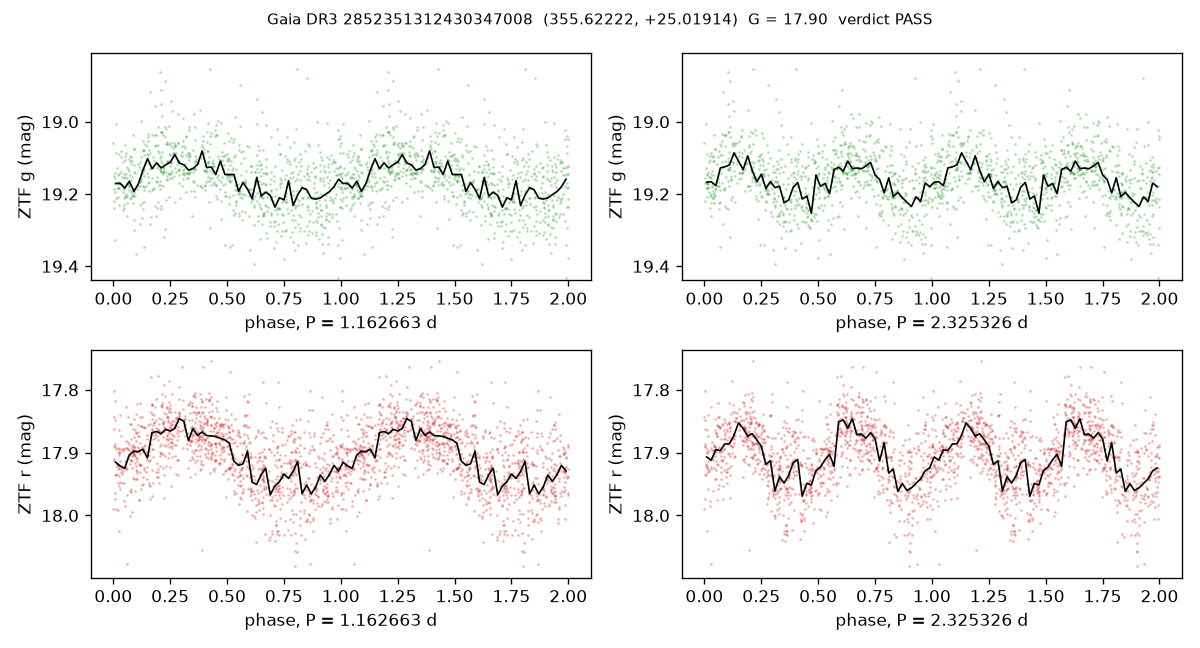 Gaia DR3 2852351312430347008 (355.62222, +25.01914) G = 17.90 verdict PASS
ZTF g (mag)
19.0
19.2
19.4
0.00 0.25 0.50 0.75 1.00 1.25 1.50 1.75 2.00
phase, P = 1.162663 d
ZTF g (mag)
19.0
19.2
19.4
0.00 0.25 0.50 0.75 1.00 1.25 1.50 1.75 2.00
phase, P = 2.325326 d
ZTF r (mag)
17.8
17.9
18.0
0.00 0.25 0.50 0.75 1.00 1.25 1.50 1.75 2.00
phase, P = 1.162663 d
ZTF r (mag)
17.8
17.9
18.0
0.00 0.25 0.50 0.75 1.00 1.25 1.50 1.75 2.00
phase, P = 2.325326 d